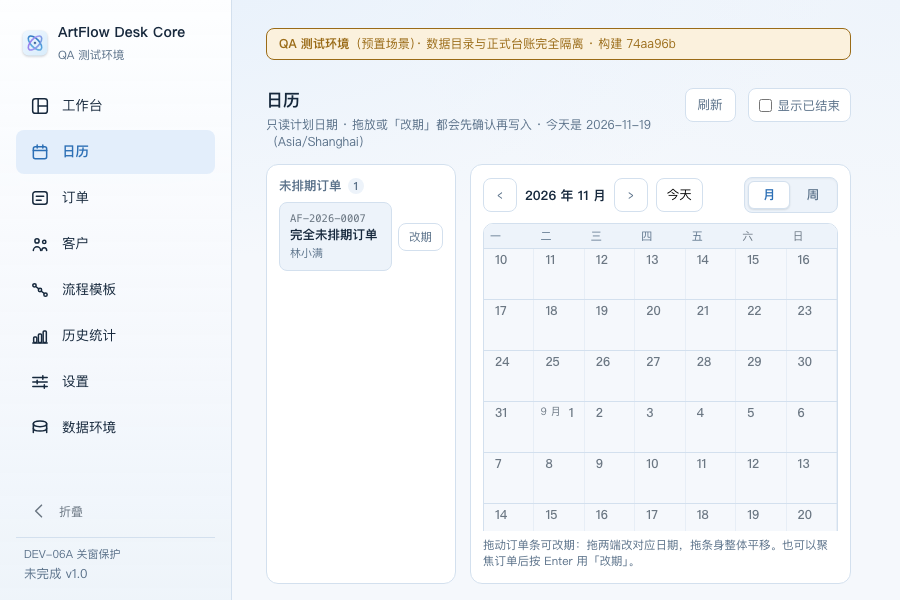 ArtFlow Desk Core
QA 测试环境
工作台
日历
订单
客户
流程模板
历史统计
设置
数据环境
折叠
DEV-06A 关窗保护
未完成 v1.0
QA 测试环境（预置场景）· 数据目录与正式台账完全隔离 · 构建 74aa96b
日历
只读计划日期 · 拖放或「改期」都会先确认再写入 · 今天是 2026-11-19
（Asia/Shanghai）
刷新
显示已结束
未排期订单 1
AF-2026-0007
完全未排期订单
林小满
改期
‹ 2026 年 11 月 › 今天
月 周
一 二 三 四 五 六 日
10 11 12 13 14 15 16
17 18 19 20 21 22 23
24 25 26 27 28 29 30
31 9 月 1 2 3 4 5 6
7 8 9 10 11 12 13
14 15 16 17 18 19 20
拖动订单条可改期：拖两端改对应日期，拖条身整体平移。也可以聚
焦订单后按 Enter 用「改期」。